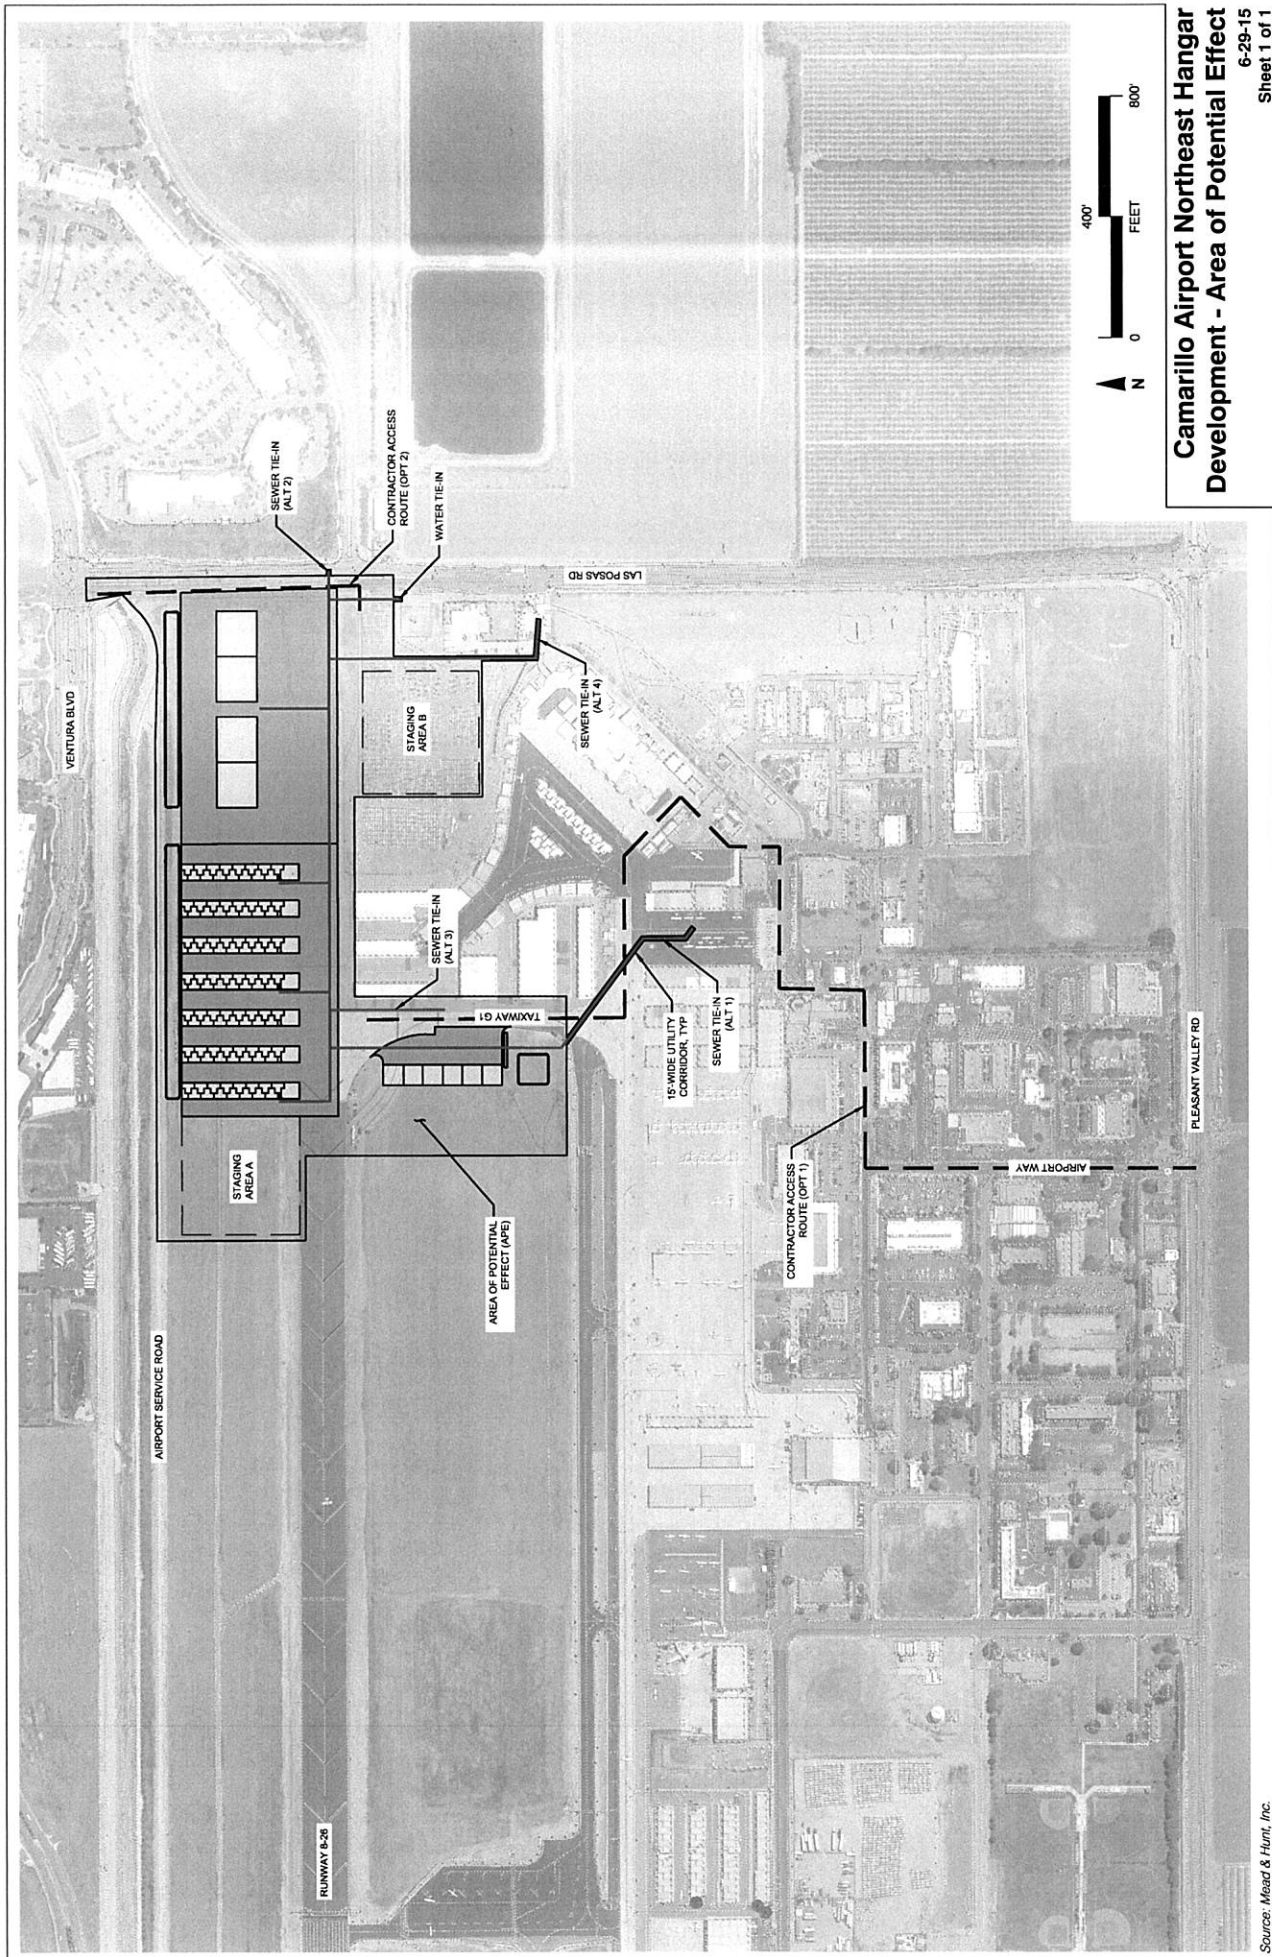 VENTURA BLVD
AIRPORT SERVICE ROAD
STAGING
AREA A
RUNWAY 8-26
SEWER TIE-IN
(ALT 2)
CONTRACTOR ACCESS
ROUTE (OPT 2)
WATER TIE-IN
LAS POSAS RD
STAGING
AREA B
SEWER TIE-IN
(ALT 4)
SEWER TIE-IN
(ALT 3)
TAXIWAY G1
AREA OF POTENTIAL
EFFECT (APE)
15'-WIDE UTILITY
CORRIDOR, TYP
SEWER TIE-IN
(ALT 1)
CONTRACTOR ACCESS
ROUTE (OPT 1)
AIRPORT WAY
PLEASANT VALLEY RD
N
0
400'
800'
FEET
Camarillo Airport Northeast Hangar
Development - Area of Potential Effect
6-29-15
Sheet 1 of 1
Source: Mead & Hunt, Inc.